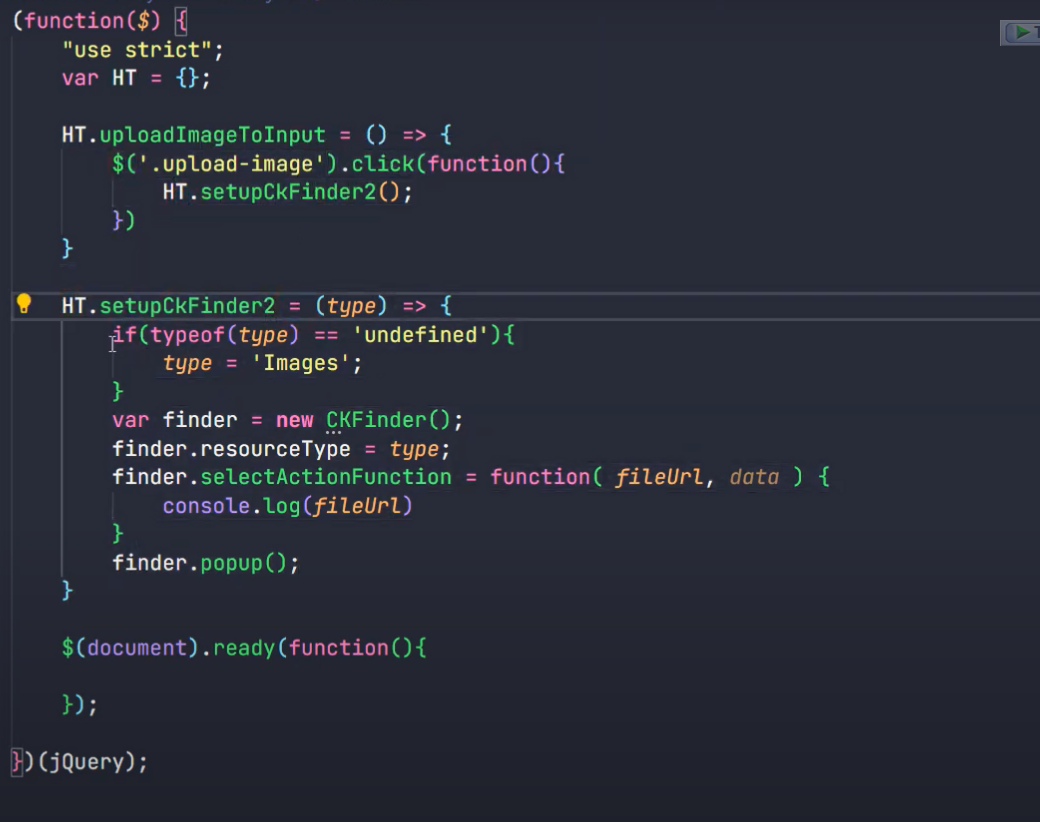 (function($) {
    "use strict";
    var HT = {};

    HT.uploadImageToInput = () => {
        $('.upload-image').click(function(){
            HT.setupCkFinder2();
        })
    }

    HT.setupCkFinder2 = (type) => {
        if(typeof(type) == 'undefined'){
            type = 'Images';
        }
        var finder = new CKFinder();
        finder.resourceType = type;
        finder.selectActionFunction = function( fileUrl, data ) {
            console.log(fileUrl)
        }
        finder.popup();
    }

    $(document).ready(function(){

    });

})(jQuery);